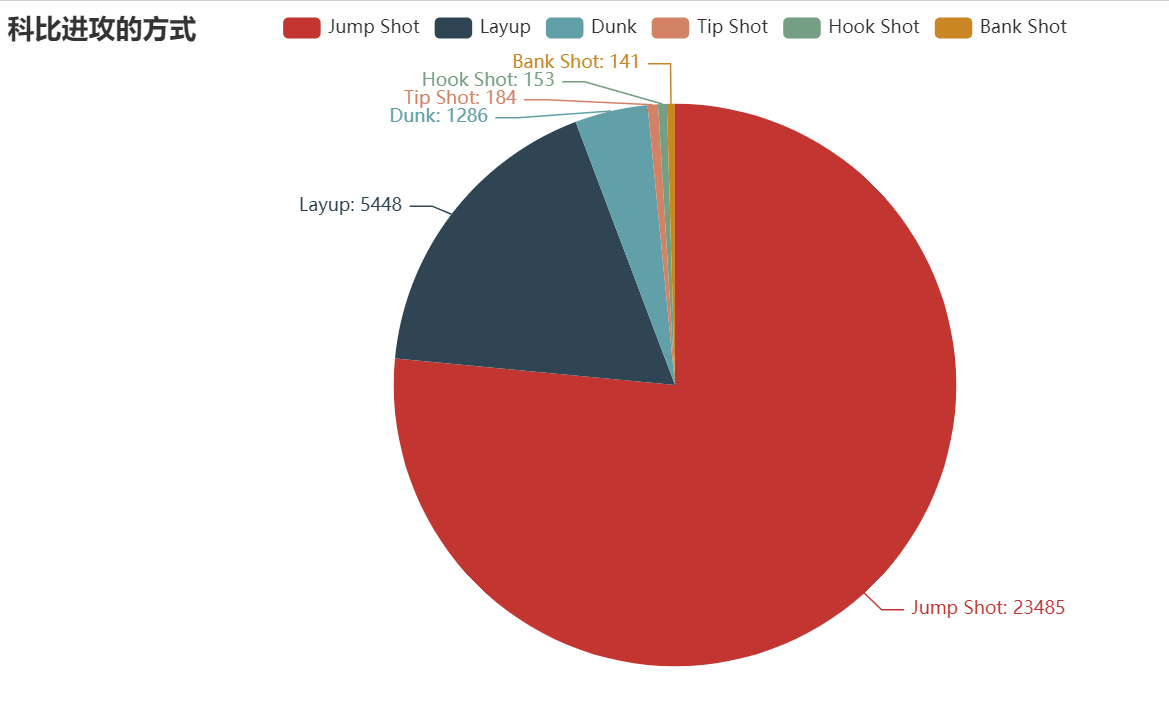 科比进攻的方式
Jump Shot
Layup
Dunk
Tip Shot
Hook Shot
Bank Shot
Bank Shot: 141
Hook Shot: 153
Tip Shot: 184
Dunk: 1286
Layup: 5448
Jump Shot: 23485